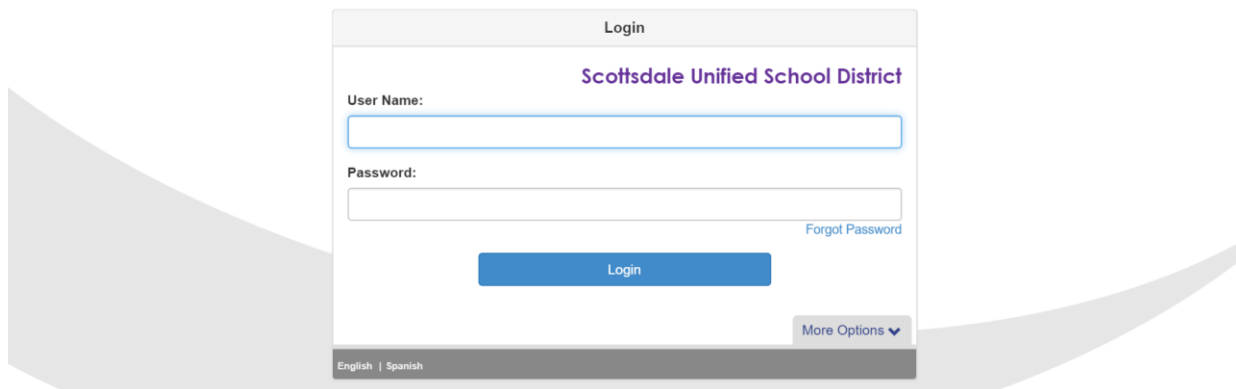 Login
Scottsdale Unified School District
User Name:
Password:
Forgot Password
Login
More Options
English | Spanish